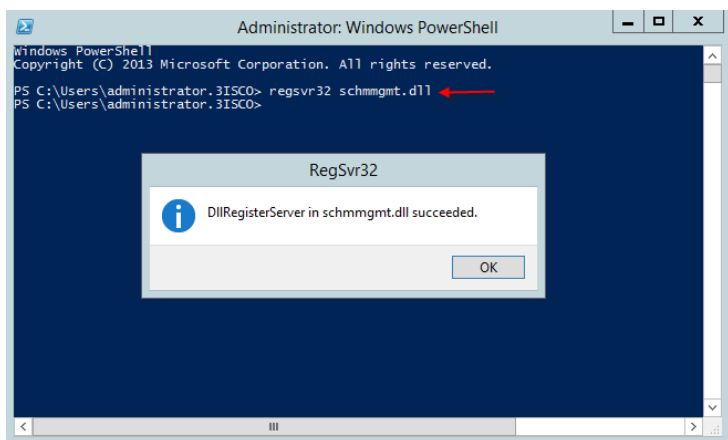 Administrator: Windows PowerShell
Windows PowerShell
Copyright (C) 2013 Microsoft Corporation. All rights reserved.
PS C:\Users\administrator.3ISCO> regsvr32 schmmgmt.dll
PS C:\Users\administrator.3ISCO>
RegSvr32
DllRegisterServer in schmmgmt.dll succeeded.
OK